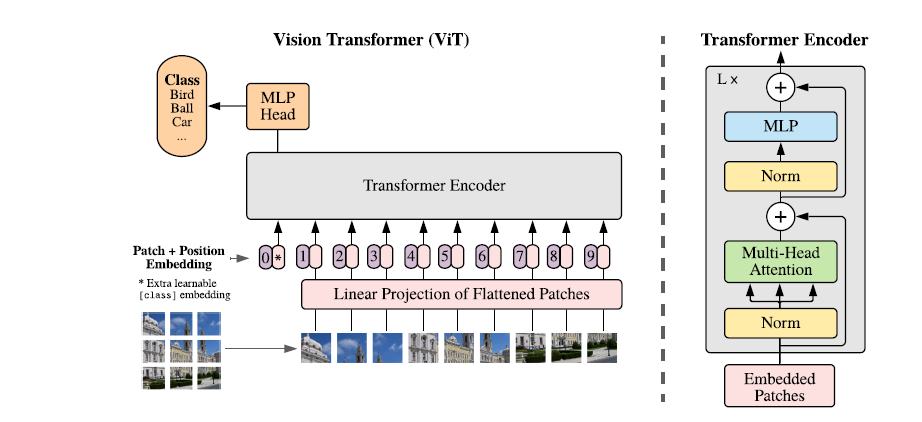 Vision Transformer (ViT)
Class
Bird
Ball
Car
...
MLP
Head
Transformer Encoder
Patch + Position
Embedding
* Extra learnable
[class] embedding
0 * 1 2 3 4 5 6 7 8 9
Linear Projection of Flattened Patches
Transformer Encoder
L ×
+
MLP
Norm
+
Multi-Head
Attention
Norm
Embedded
Patches